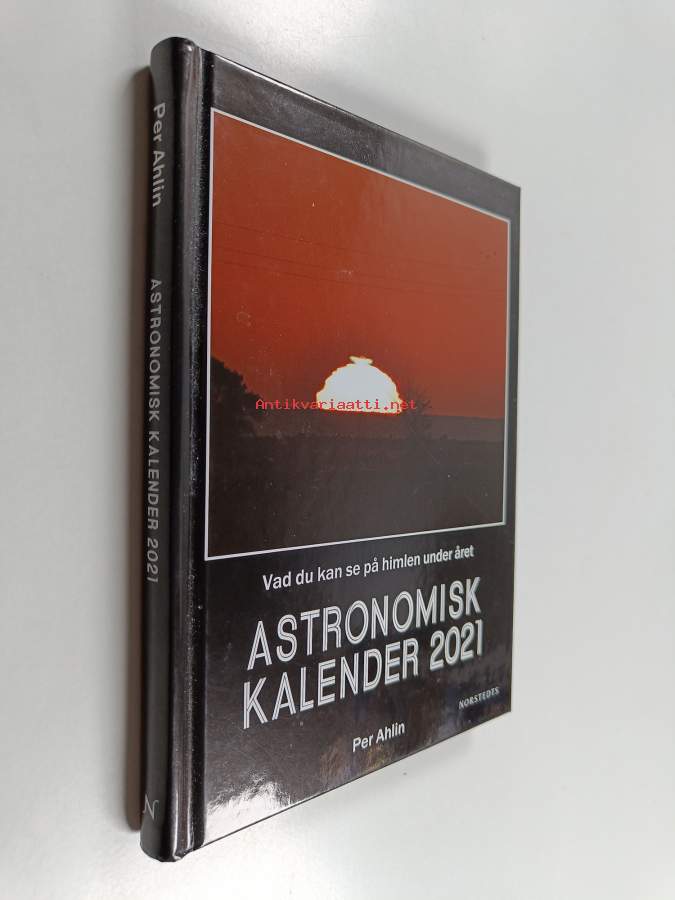 Per Ahlin
ASTRONOMISK KALENDER 2021
N
Antikvariaatti.net
Vad du kan se på himlen under året
ASTRONOMISK
KALENDER 2021
NORSTEDTS
Per Ahlin